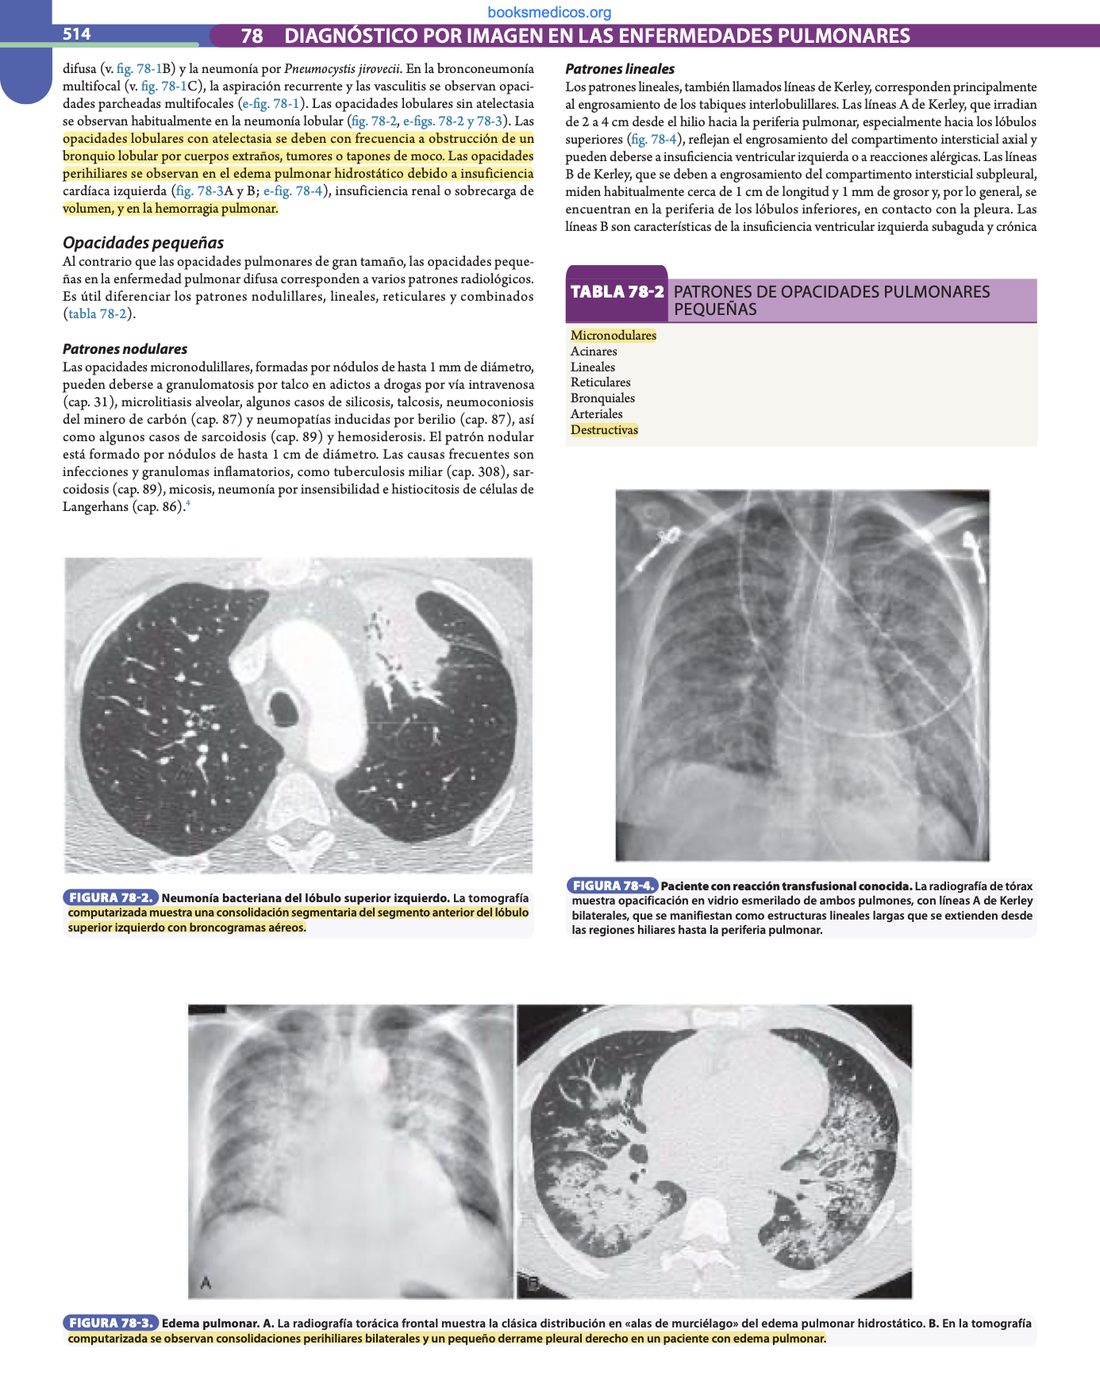 booksmedicos.org
514
78 DIAGNÓSTICO POR IMAGEN EN LAS ENFERMEDADES PULMONARES
difusa (v. fig. 78-1B) y la neumonía por Pneumocystis jirovecii. En la bronconeumonía
multifocal (v. fig. 78-1C), la aspiración recurrente y las vasculitis se observan opaci-
dades parcheadas multifocales (e-fig. 78-1). Las opacidades lobulares sin atelectasia
se observan habitualmente en la neumonía lobular (fig. 78-2, e-figs. 78-2 y 78-3). Las
opacidades lobulares con atelectasia se deben con frecuencia a obstrucción de un
bronquio lobular por cuerpos extraños, tumores o tapones de moco. Las opacidades
perihiliares se observan en el edema pulmonar hidrostático debido a insuficiencia
cardíaca izquierda (fig. 78-3A y B; e-fig. 78-4), insuficiencia renal o sobrecarga de
volumen, y en la hemorragia pulmonar.
Opacidades pequeñas
Al contrario que las opacidades pulmonares de gran tamaño, las opacidades peque-
ñas en la enfermedad pulmonar difusa corresponden a varios patrones radiológicos.
Es útil diferenciar los patrones nodulillares, lineales, reticulares y combinados
(tabla 78-2).
Patrones nodulares
Las opacidades micronodulillares, formadas por nódulos de hasta 1 mm de diámetro,
pueden deberse a granulomatosis por talco en adictos a drogas por vía intravenosa
(cap. 31), microlitiasis alveolar, algunos casos de silicosis, talcosis, neumoconiosis
del minero de carbón (cap. 87) y neumopatías inducidas por berilio (cap. 87), así
como algunos casos de sarcoidosis (cap. 89) y hemosiderosis. El patrón nodular
está formado por nódulos de hasta 1 cm de diámetro. Las causas frecuentes son
infecciones y granulomas inflamatorios, como tuberculosis miliar (cap. 308), sar-
coidosis (cap. 89), micosis, neumonía por insensibilidad e histiocitosis de células de
Langerhans (cap. 86).4
Patrones lineales
Los patrones lineales, también llamados líneas de Kerley, corresponden principalmente
al engrosamiento de los tabiques interlobulillares. Las líneas A de Kerley, que irradian
de 2 a 4 cm desde el hilio hacia la periferia pulmonar, especialmente hacia los lóbulos
superiores (fig. 78-4), reflejan el engrosamiento del compartimento intersticial axial y
pueden deberse a insuficiencia ventricular izquierda o a reacciones alérgicas. Las líneas
B de Kerley, que se deben a engrosamiento del compartimento intersticial subpleural,
miden habitualmente cerca de 1 cm de longitud y 1 mm de grosor y, por lo general, se
encuentran en la periferia de los lóbulos inferiores, en contacto con la pleura. Las
líneas B son características de la insuficiencia ventricular izquierda subaguda y crónica
TABLA 78-2 PATRONES DE OPACIDADES PULMONARES
PEQUEÑAS
Micronodulares
Acinares
Lineales
Reticulares
Bronquiales
Arteriales
Destructivas
FIGURA 78-2. Neumonía bacteriana del lóbulo superior izquierdo. La tomografía
computarizada muestra una consolidación segmentaria del segmento anterior del lóbulo
superior izquierdo con broncogramas aéreos.
FIGURA 78-4. Paciente con reacción transfusional conocida. La radiografía de tórax
muestra opacificación en vidrio esmerilado de ambos pulmones, con líneas A de Kerley
bilaterales, que se manifiestan como estructuras lineales largas que se extienden desde
las regiones hiliares hasta la periferia pulmonar.
A
B
FIGURA 78-3. Edema pulmonar. A. La radiografía torácica frontal muestra la clásica distribución en «alas de murciélago» del edema pulmonar hidrostático. B. En la tomografía
computarizada se observan consolidaciones perihiliares bilaterales y un pequeño derrame pleural derecho en un paciente con edema pulmonar.